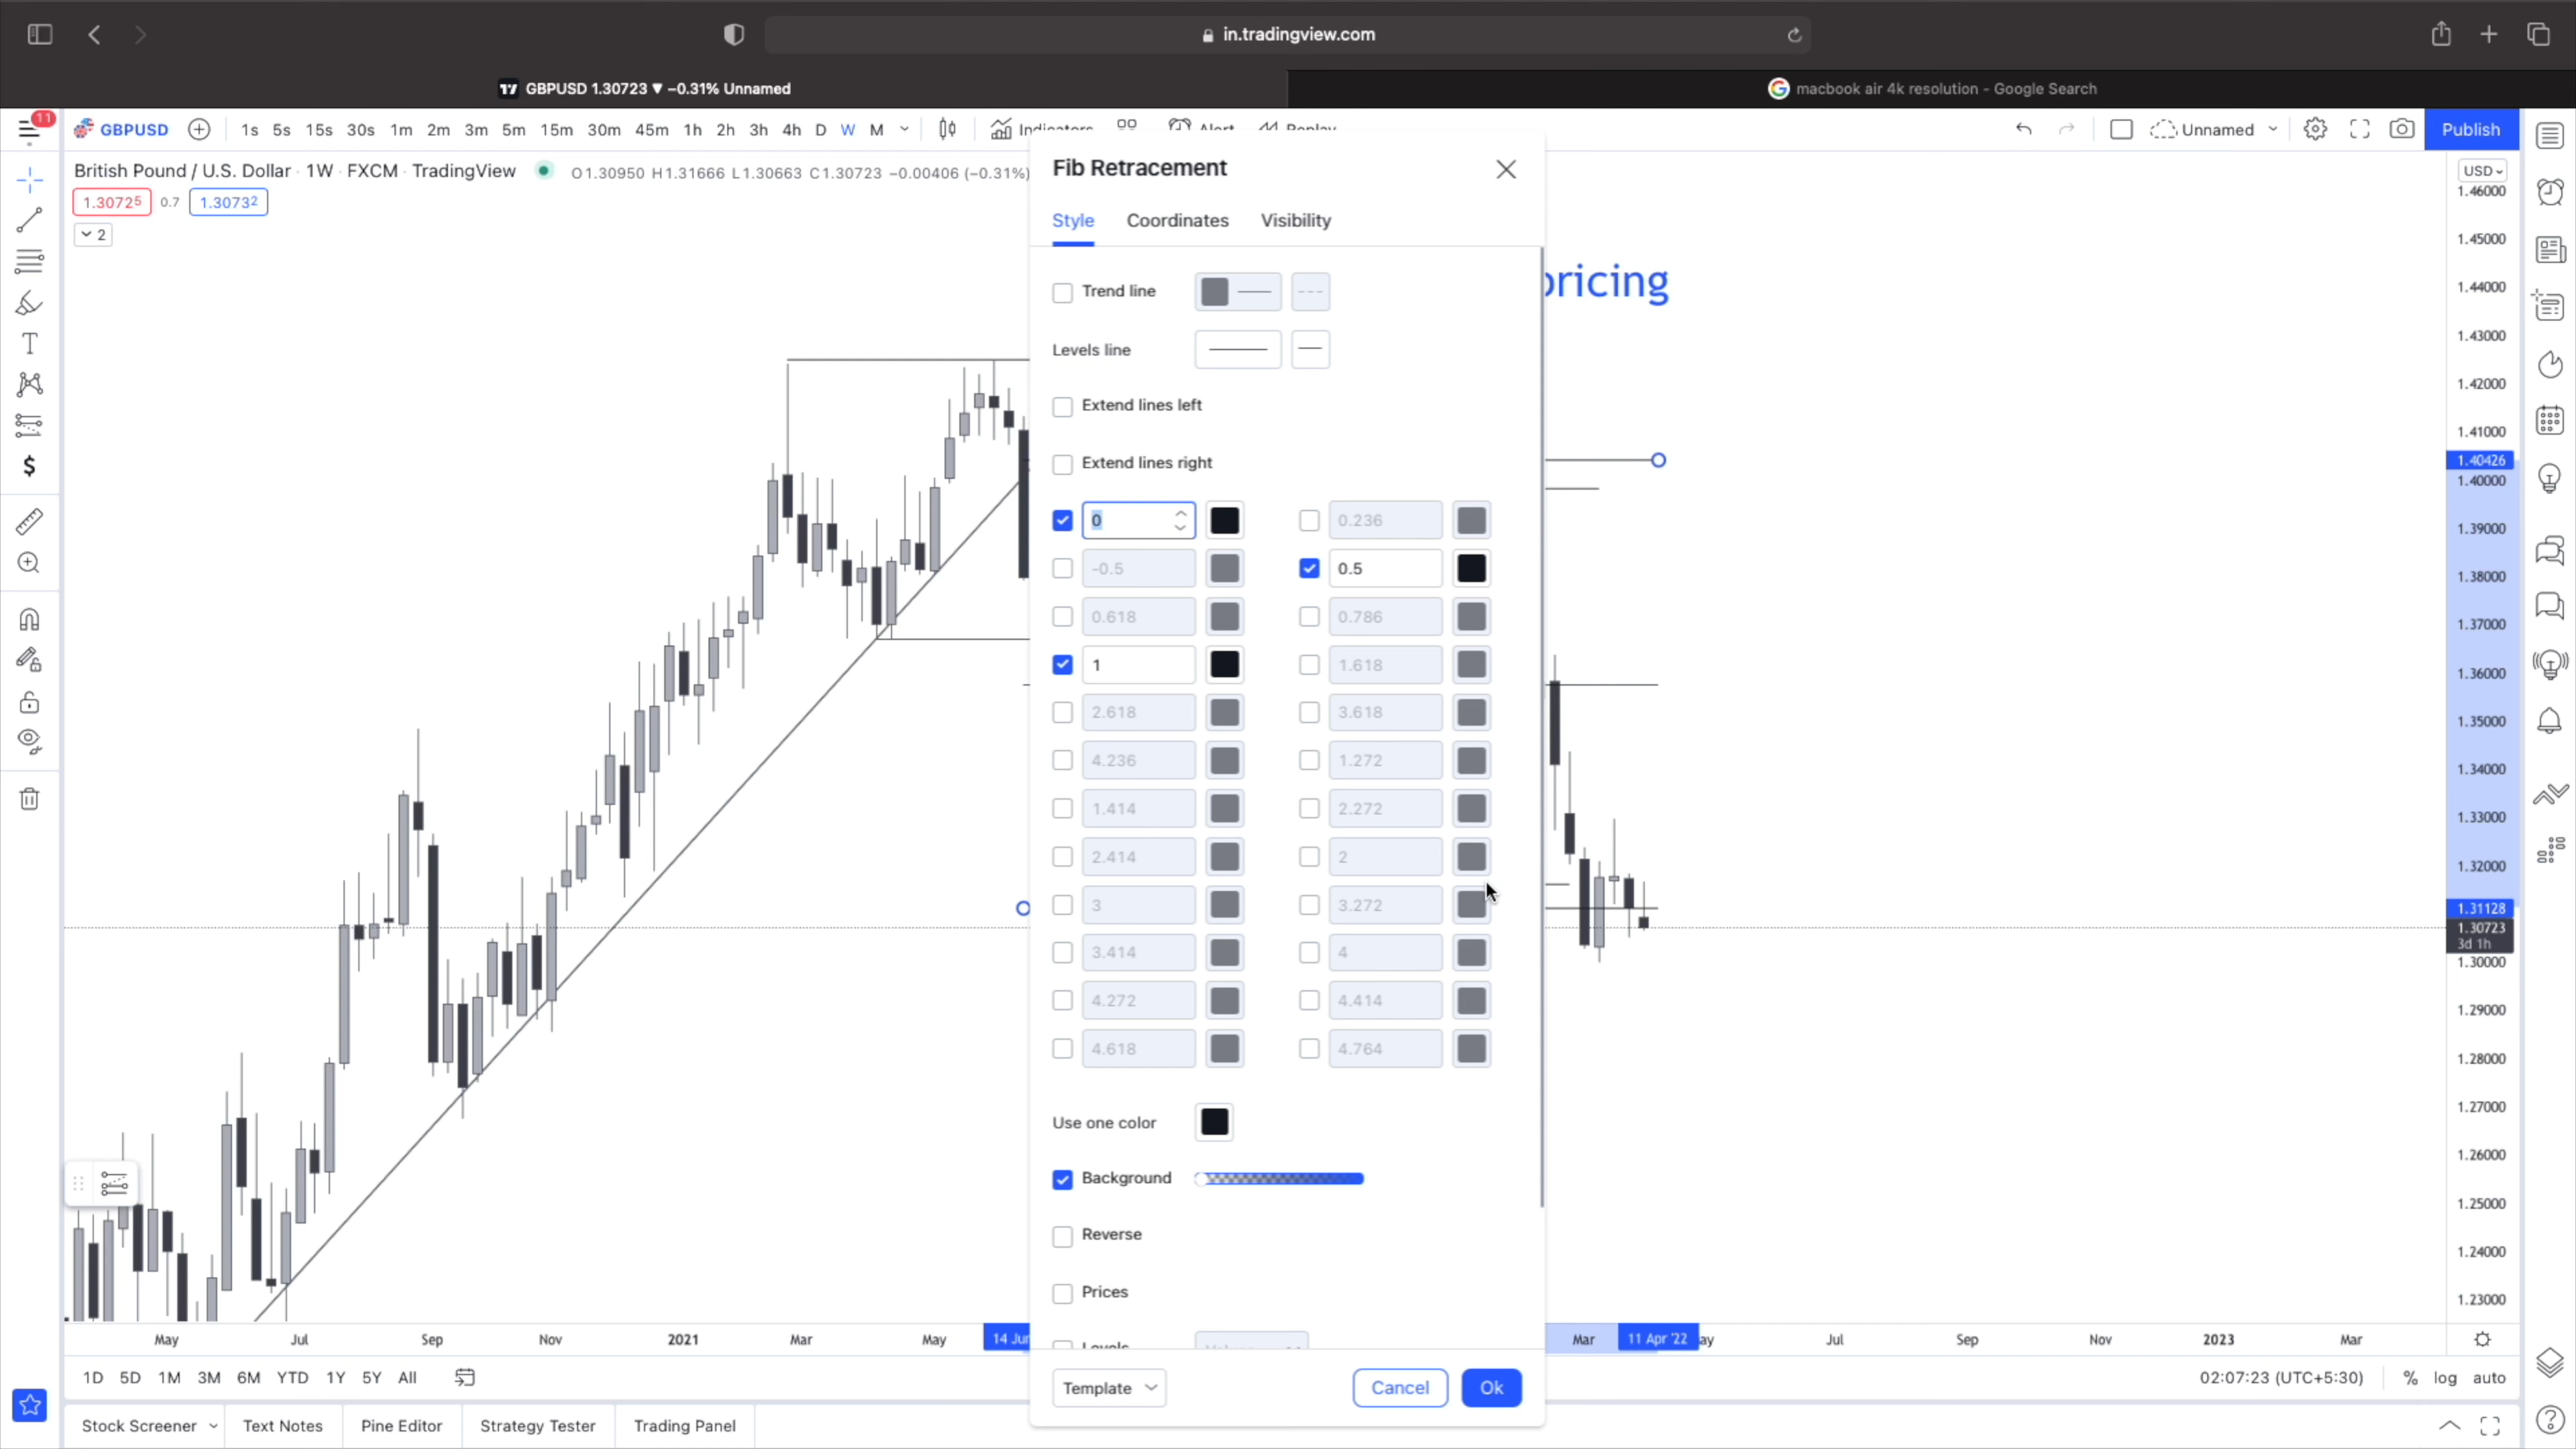 in.tradingview.com
GBPUSD 1.30723 ▼ −0.31% Unnamed
macbook air 4k resolution - Google Search
11
GBPUSD 1s 5s 15s 30s 1m 2m 3m 5m 15m 30m 45m 1h 2h 3h 4h D W M Indicators Alert Replay Unnamed Publish
British Pound / U.S. Dollar · 1W · FXCM · TradingView O1.30950 H1.31666 L1.30663 C1.30723 −0.00406 (−0.31%)
1.30725 0.7 1.30732
2
pricing
Fib Retracement
Style Coordinates Visibility
Trend line
Levels line
Extend lines left
Extend lines right
0 0.236
-0.5 0.5
0.618 0.786
1 1.618
2.618 3.618
4.236 1.272
1.414 2.272
2.414 2
3 3.272
3.414 4
4.272 4.414
4.618 4.764
Use one color
Background
Reverse
Prices
Levels
Template Cancel Ok
USD
1.46000
1.45000
1.44000
1.43000
1.42000
1.41000
1.40426
1.40000
1.39000
1.38000
1.37000
1.36000
1.35000
1.34000
1.33000
1.32000
1.31128
1.30723
3d 1h
1.30000
1.29000
1.28000
1.27000
1.26000
1.25000
1.24000
1.23000
May Jul Sep Nov 2021 Mar May 14 Jun Mar 11 Apr '22 ay Jul Sep Nov 2023 Mar
1D 5D 1M 3M 6M YTD 1Y 5Y All 02:07:23 (UTC+5:30) % log auto
Stock Screener Text Notes Pine Editor Strategy Tester Trading Panel